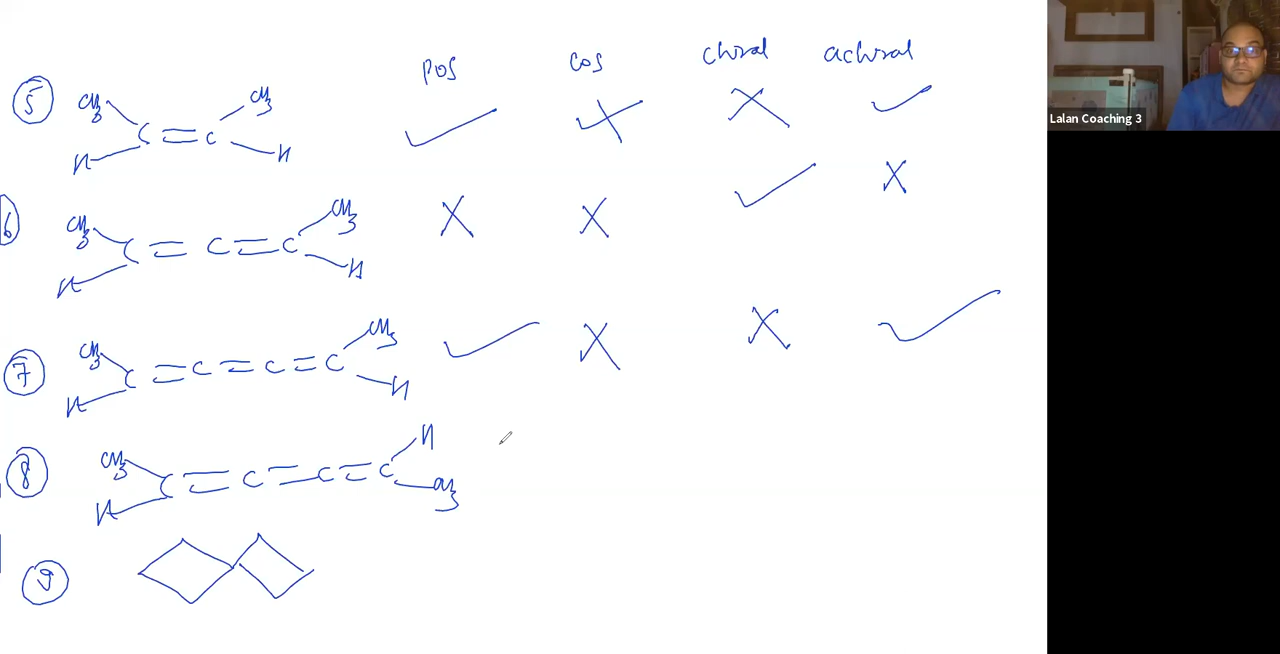 POS COS chiral achiral
5 CH3 CH3
C = C
H H
6 CH3 CH3
C = C = C
H H
7 CH3 CH3
C = C = C = C
H H
8 CH3 H
C = C = C = C
H CH3
9
Lalan Coaching 3